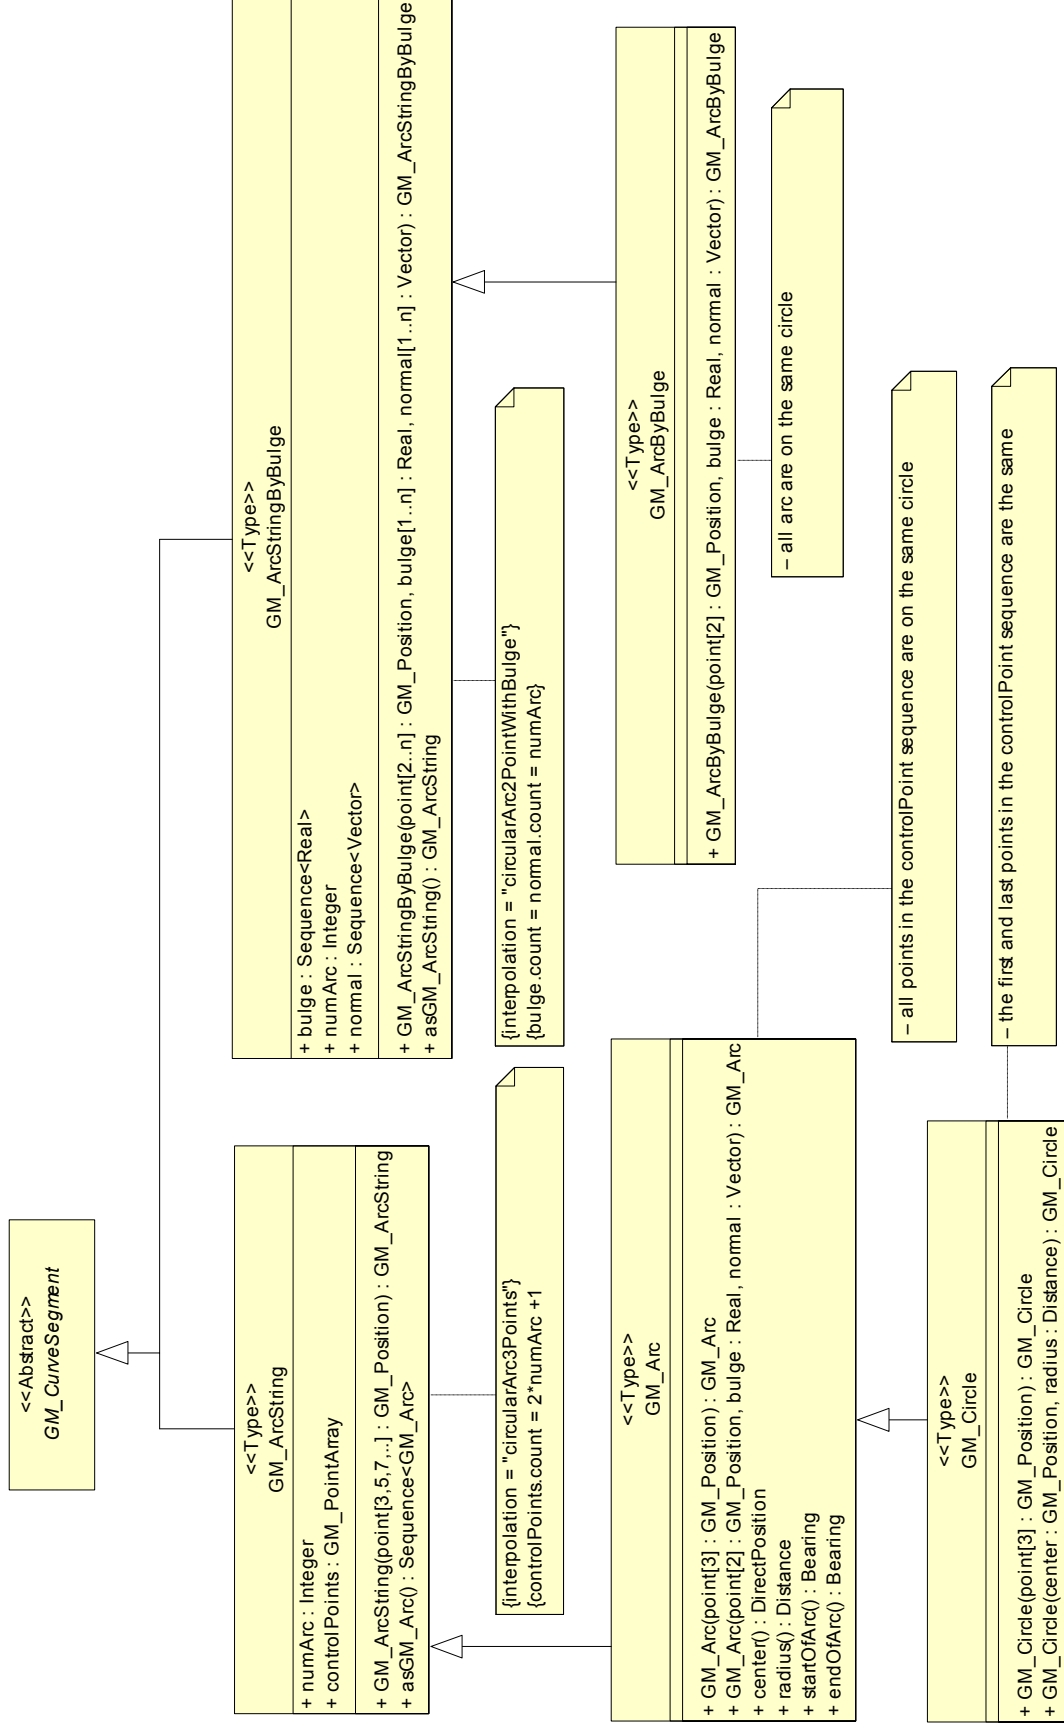 <<Abstract>>
GM_CurveSegment
<<Type>>
GM_ArcString
+ numArc : Integer
+ controlPoints : GM_PointArray
+ GM_ArcString(point[3,5,7,..] : GM_Position) : GM_ArcString
+ asGM_Arc() : Sequence<GM_Arc>
<<Type>>
GM_ArcStringByBulge
+ bulge : Sequence<Real>
+ numArc : Integer
+ normal : Sequence<Vector>
+ GM_ArcStringByBulge(point[2..n] : GM_Position, bulge[1..n] : Real, normal[1..n] : Vector) : GM_ArcStringByBulge
+ asGM_ArcString() : GM_ArcString
{interpolation = "circularArc3Points"}
{controlPoints.count = 2*numArc +1
{interpolation = "circularArc2PointWithBulge"}
{bulge.count = normal.count = numArc}
<<Type>>
GM_Arc
+ GM_Arc(point[3] : GM_Position) : GM_Arc
+ GM_Arc(point[2] : GM_Position, bulge : Real, normal : Vector) : GM_Arc
+ center() : DirectPosition
+ radius() : Distance
+ startOfArc() : Bearing
+ endOfArc() : Bearing
<<Type>>
GM_ArcByBulge
+ GM_ArcByBulge(point[2] : GM_Position, bulge : Real, normal : Vector) : GM_ArcByBulge
– all arc are on the same circle
– all points in the controlPoint sequence are on the same circle
– the first and last points in the controlPoint sequence are the same
<<Type>>
GM_Circle
+ GM_Circle(point[3] : GM_Position) : GM_Circle
+ GM_Circle(center : GM_Position, radius : Distance) : GM_Circle